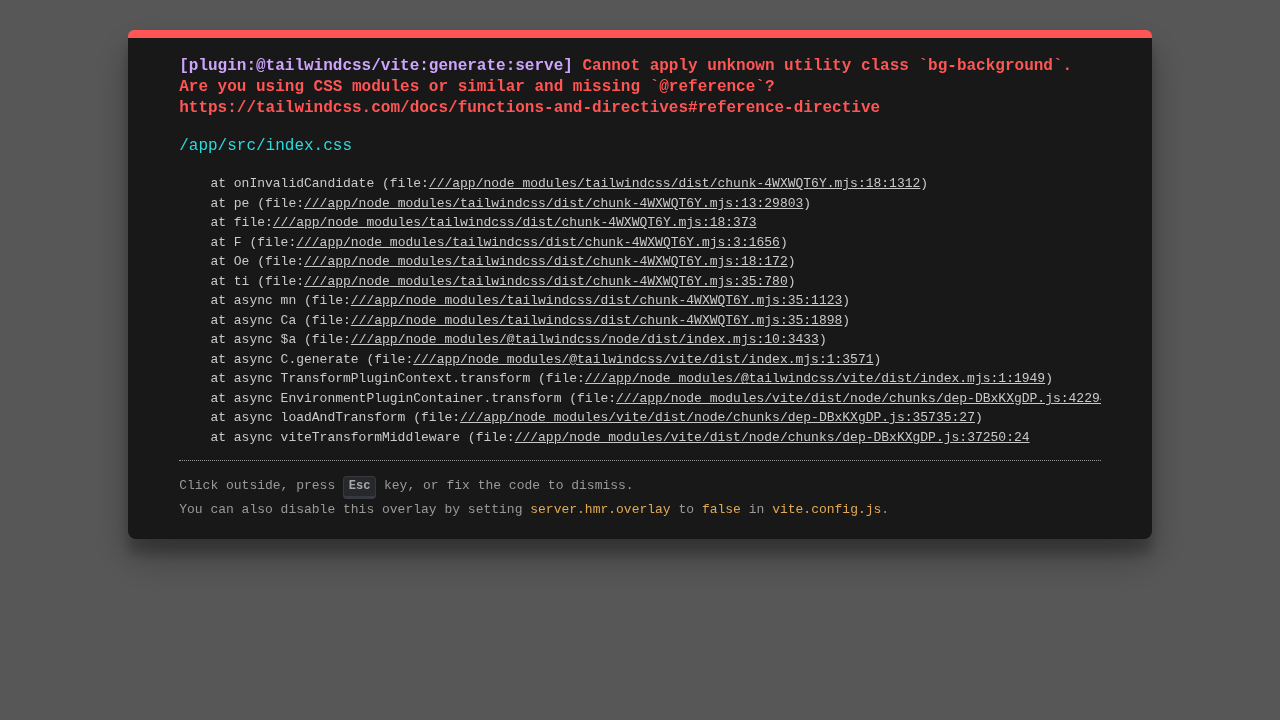 [plugin:@tailwindcss/vite:generate:serve] Cannot apply unknown utility class `bg-background`.
Are you using CSS modules or similar and missing `@reference`?
https://tailwindcss.com/docs/functions-and-directives#reference-directive
/app/src/index.css
at onInvalidCandidate (file:///app/node_modules/tailwindcss/dist/chunk-4WXWQT6Y.mjs:18:1312)
at pe (file:///app/node_modules/tailwindcss/dist/chunk-4WXWQT6Y.mjs:13:29803)
at file:///app/node_modules/tailwindcss/dist/chunk-4WXWQT6Y.mjs:18:373
at F (file:///app/node_modules/tailwindcss/dist/chunk-4WXWQT6Y.mjs:3:1656)
at Oe (file:///app/node_modules/tailwindcss/dist/chunk-4WXWQT6Y.mjs:18:172)
at ti (file:///app/node_modules/tailwindcss/dist/chunk-4WXWQT6Y.mjs:35:780)
at async mn (file:///app/node_modules/tailwindcss/dist/chunk-4WXWQT6Y.mjs:35:1123)
at async Ca (file:///app/node_modules/tailwindcss/dist/chunk-4WXWQT6Y.mjs:35:1898)
at async $a (file:///app/node_modules/@tailwindcss/node/dist/index.mjs:10:3433)
at async C.generate (file:///app/node_modules/@tailwindcss/vite/dist/index.mjs:1:3571)
at async TransformPluginContext.transform (file:///app/node_modules/@tailwindcss/vite/dist/index.mjs:1:1949)
at async EnvironmentPluginContainer.transform (file:///app/node_modules/vite/dist/node/chunks/dep-DBxKXgDP.js:4229
at async loadAndTransform (file:///app/node_modules/vite/dist/node/chunks/dep-DBxKXgDP.js:35735:27)
at async viteTransformMiddleware (file:///app/node_modules/vite/dist/node/chunks/dep-DBxKXgDP.js:37250:24
Click outside, press Esc key, or fix the code to dismiss.
You can also disable this overlay by setting server.hmr.overlay to false in vite.config.js.